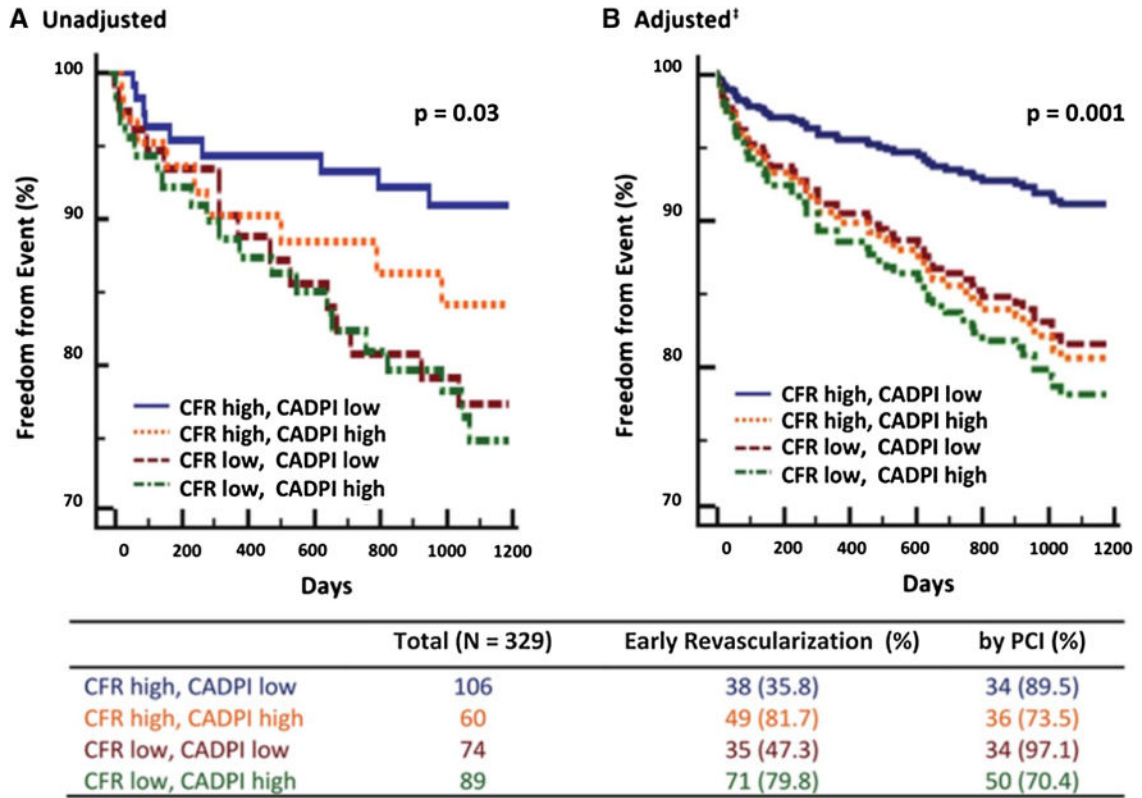 A Unadjusted
100
90
80
70
Freedom from Event (%)
p = 0.03
CFR high, CADPI low
CFR high, CADPI high
CFR low, CADPI low
CFR low, CADPI high
0 200 400 600 800 1000 1200
Days
B Adjusted‡
100
90
80
70
Freedom from Event (%)
p = 0.001
CFR high, CADPI low
CFR high, CADPI high
CFR low, CADPI low
CFR low, CADPI high
0 200 400 600 800 1000 1200
Days
Total (N = 329) Early Revascularization (%) by PCI (%)
CFR high, CADPI low 106 38 (35.8) 34 (89.5)
CFR high, CADPI high 60 49 (81.7) 36 (73.5)
CFR low, CADPI low 74 35 (47.3) 34 (97.1)
CFR low, CADPI high 89 71 (79.8) 50 (70.4)